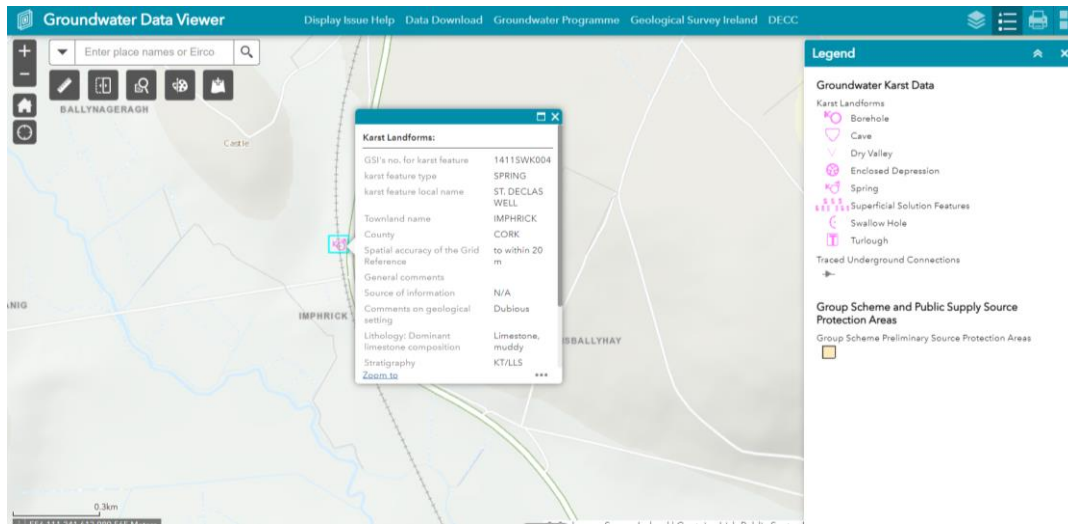 Groundwater Data Viewer
Display Issue Help Data Download Groundwater Programme Geological Survey Ireland DECC
Enter place names or Eirco
BALLYNAGERAGH
Castle
IMPHRICK
SBALLYHAY
0.3km
Karst Landforms:
GSI's no. for karst feature 1411SWK004
karst feature type SPRING
karst feature local name ST. DECLAS
WELL
Townland name IMPHRICK
County CORK
Spatial accuracy of the Grid to within 20
Reference m
General comments
Source of information N/A
Comments on geological Dubious
setting
Lithology: Dominant Limestone,
limestone composition muddy
Stratigraphy KT/LLS
Zoom to
Legend
Groundwater Karst Data
Karst Landforms
Borehole
Cave
Dry Valley
Enclosed Depression
Spring
Superficial Solution Features
Swallow Hole
Turlough
Traced Underground Connections
Group Scheme and Public Supply Source
Protection Areas
Group Scheme Preliminary Source Protection Areas